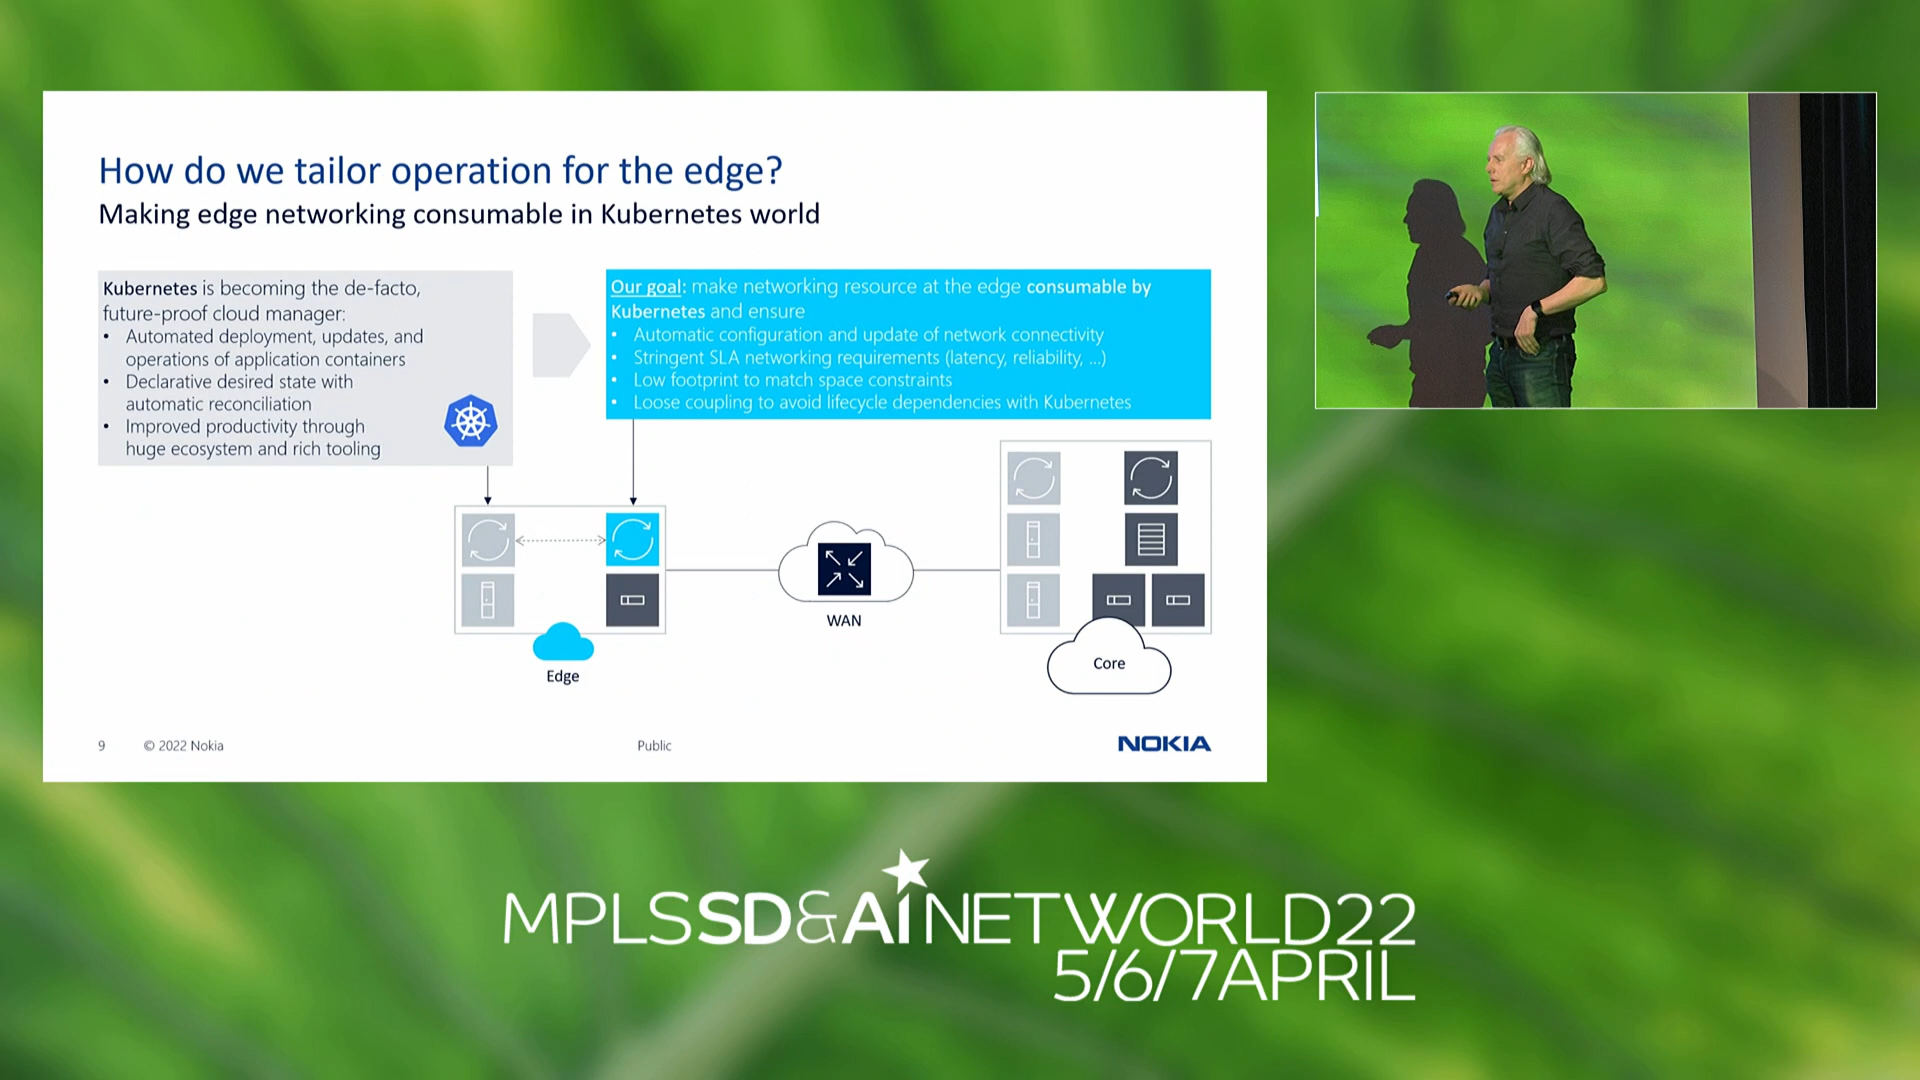 How do we tailor operation for the edge?
Making edge networking consumable in Kubernetes world
Kubernetes is becoming the de-facto,
future-proof cloud manager:
• Automated deployment, updates, and
operations of application containers
• Declarative desired state with
automatic reconciliation
• Improved productivity through
huge ecosystem and rich tooling
Our goal: make networking resource at the edge consumable by
Kubernetes and ensure
• Automatic configuration and update of network connectivity
• Stringent SLA networking requirements (latency, reliability, ...)
• Low footprint to match space constraints
• Loose coupling to avoid lifecycle dependencies with Kubernetes
WAN
Edge
Core
9
© 2022 Nokia
Public
NOKIA
MPLSSD&AINETWORLD22
5/6/7APRIL